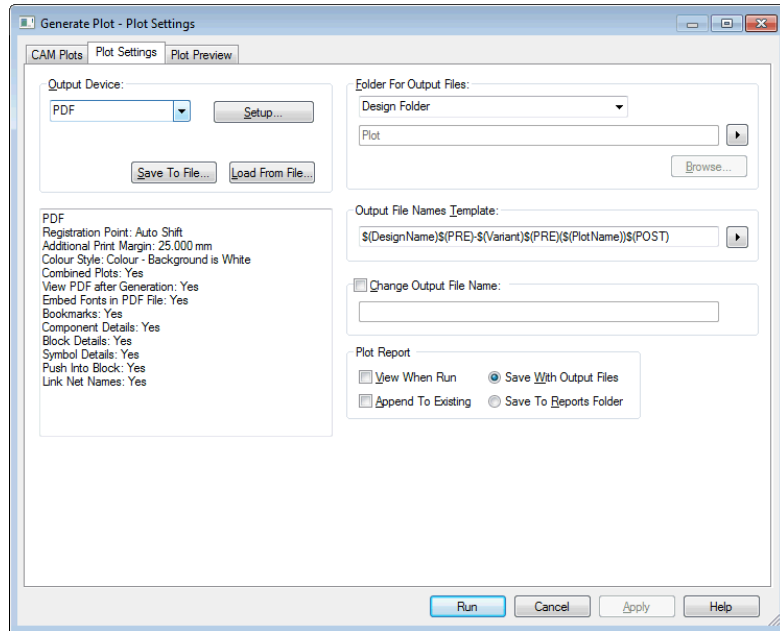 Generate Plot - Plot Settings
CAM Plots
Plot Settings
Plot Preview
Output Device:
PDF
Setup...
Save To File...
Load From File...
PDF
Registration Point: Auto Shift
Additional Print Margin: 25.000 mm
Colour Style: Colour - Background is White
Combined Plots: Yes
View PDF after Generation: Yes
Embed Fonts in PDF File: Yes
Bookmarks: Yes
Component Details: Yes
Block Details: Yes
Symbol Details: Yes
Push Into Block: Yes
Link Net Names: Yes
Folder For Output Files:
Design Folder
Plot
Browse...
Output File Names Template:
$(DesignName)$(PRE)-$(Variant)$(PRE)($(PlotName))$(POST)
Change Output File Name:
Plot Report
View When Run
Save With Output Files
Append To Existing
Save To Reports Folder
Run
Cancel
Apply
Help